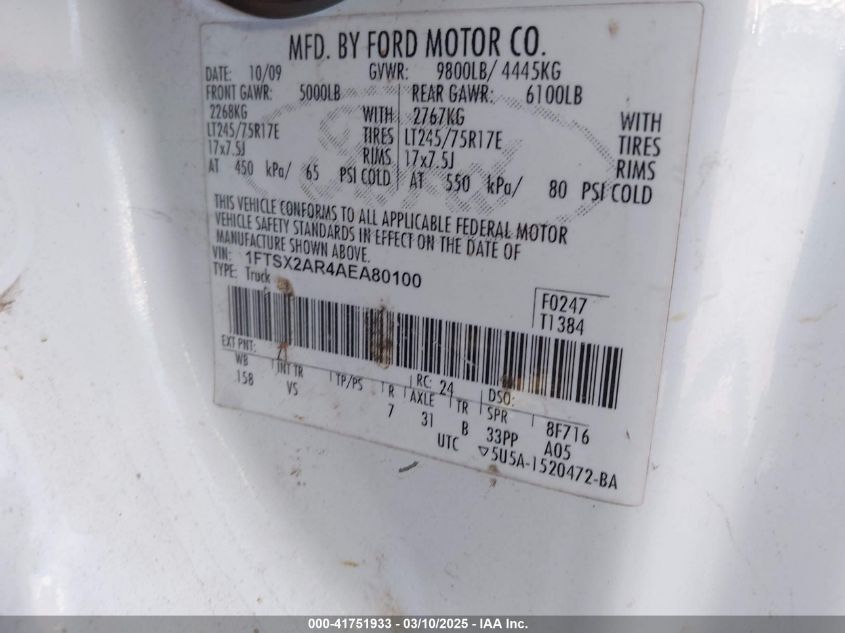 MFD. BY FORD MOTOR CO.
DATE: 10/09 GVWR: 9800LB/ 4445KG
FRONT GAWR: 5000LB REAR GAWR: 6100LB
2268KG WITH 2767KG WITH
LT245/75R17E TIRES LT245/75R17E TIRES
17x7.5J RIMS 17x7.5J RIMS
AT 450 kPa/ 65 PSI COLD AT 550 kPa/ 80 PSI COLD
THIS VEHICLE CONFORMS TO ALL APPLICABLE FEDERAL MOTOR
VEHICLE SAFETY STANDARDS IN EFFECT ON THE DATE OF
MANUFACTURE SHOWN ABOVE.
VIN: 1FTSX2AR4AEA80100
TYPE: Truck
F0247
T1384
EXT PNT: Z1 RC: 24 DSO:
WB INT TR TP/PS R AXLE TR SPR 8F716
158 VS 7 31 B 33PP A05
UTC ▽5U5A-1520472-BA
000-41751933 - 03/10/2025 - IAA Inc.